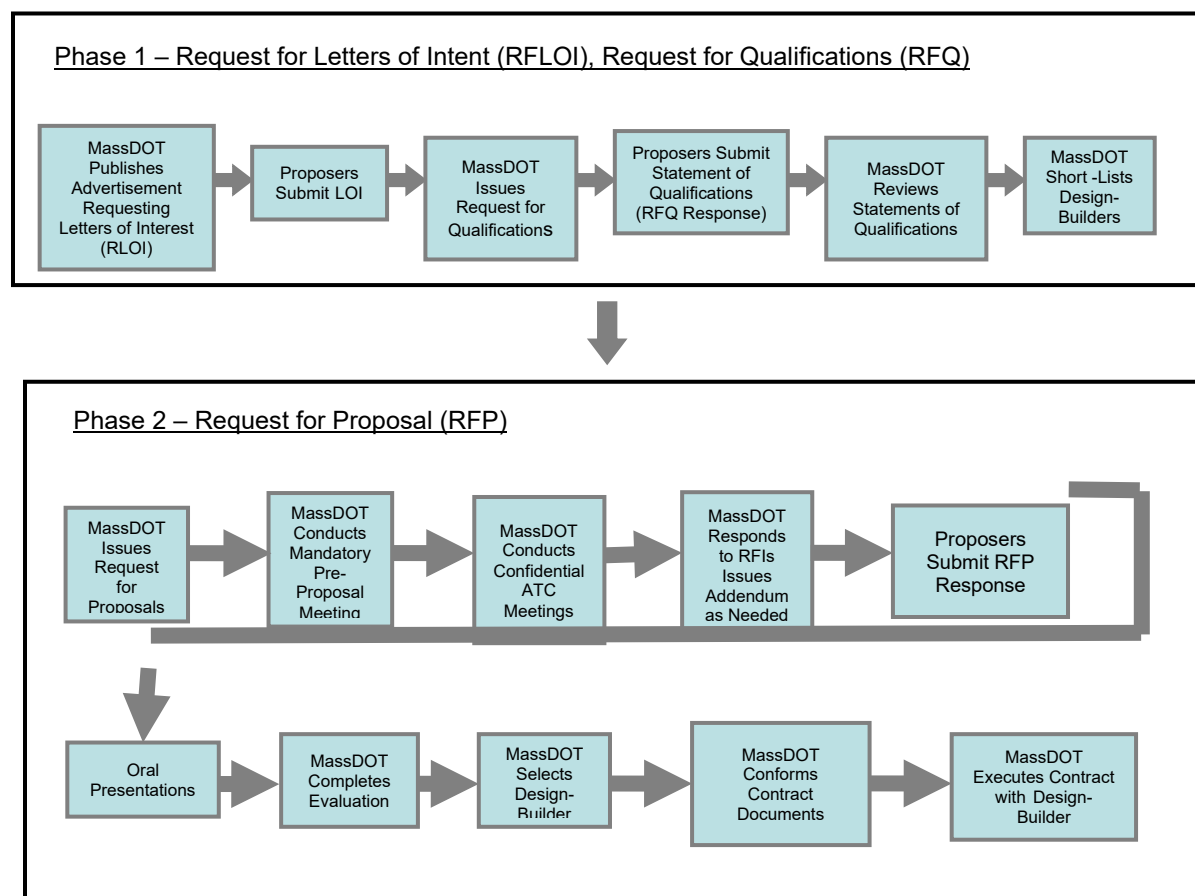 Phase 1 – Request for Letters of Intent (RFLOI), Request for Qualifications (RFQ)
MassDOT
Publishes
Advertisement
Requesting
Letters of Interest
(RLOI)
Proposers
Submit LOI
MassDOT
Issues
Request for
Qualifications
Proposers Submit
Statement of
Qualifications
(RFQ Response)
MassDOT
Reviews
Statements of
Qualifications
MassDOT
Short -Lists
Design-
Builders
Phase 2 – Request for Proposal (RFP)
MassDOT
Issues
Request
for
Proposals
MassDOT
Conducts
Mandatory
Pre-
Proposal
Meeting
MassDOT
Conducts
Confidential
ATC
Meetings
MassDOT
Responds
to RFIs
Issues
Addendum
as Needed
Proposers
Submit RFP
Response
Oral
Presentations
MassDOT
Completes
Evaluation
MassDOT
Selects
Design-
Builder
MassDOT
Conforms
Contract
Documents
MassDOT
Executes Contract
with Design-
Builder